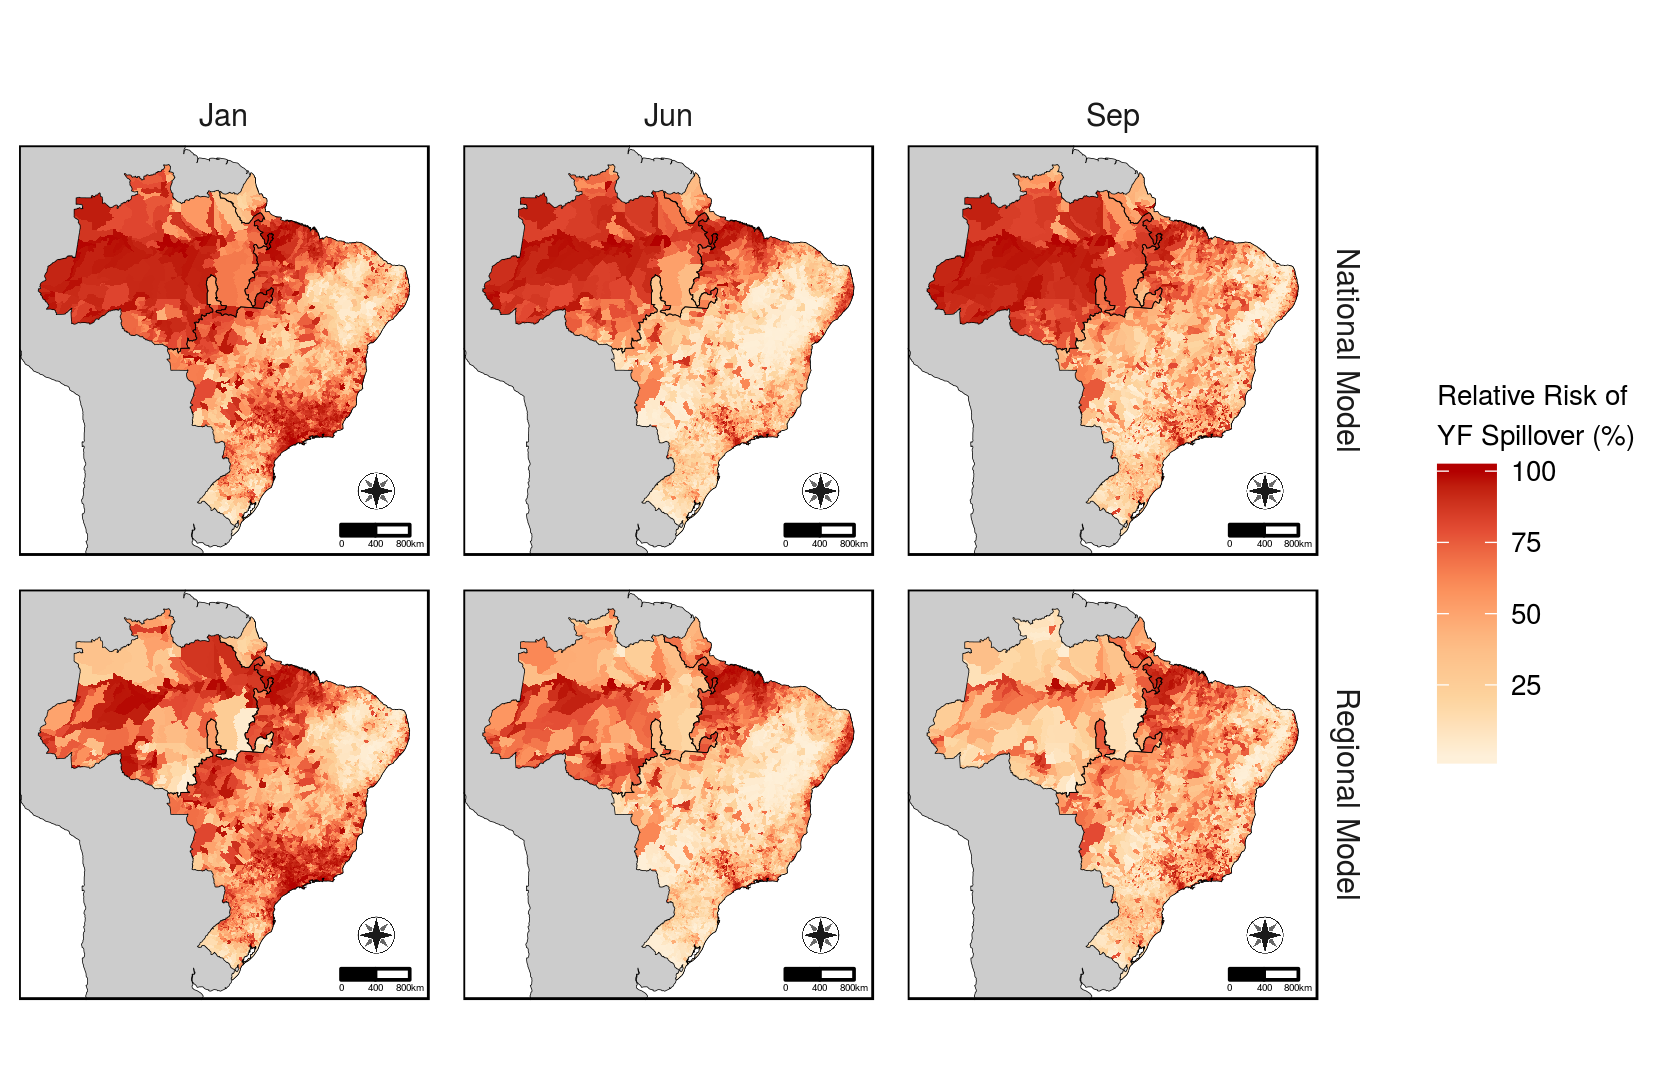 Jan Jun Sep
National Model
Relative Risk of
YF Spillover (%)
100
75
50
25
0 400 800km
0 400 800km
0 400 800km
Regional Model
0 400 800km
0 400 800km
0 400 800km